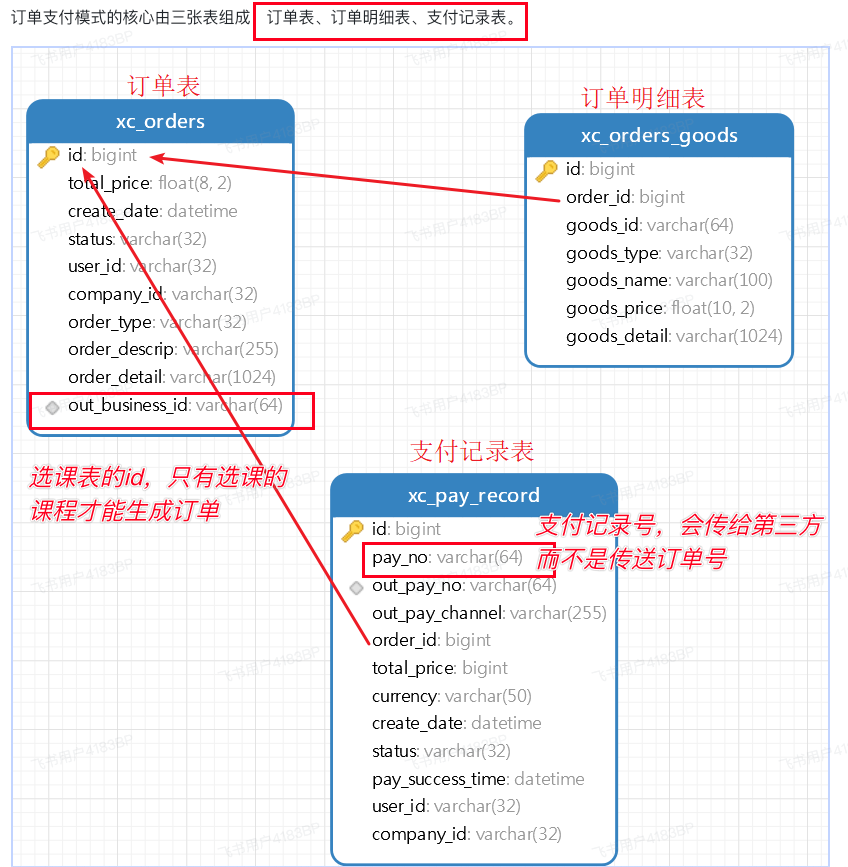 订单支付模式的核心由三张表组成：订单表、订单明细表、支付记录表。
订单表
xc_orders
id: bigint
total_price: float(8, 2)
create_date: datetime
status: varchar(32)
user_id: varchar(32)
company_id: varchar(32)
order_type: varchar(32)
order_descrip: varchar(255)
order_detail: varchar(1024)
out_business_id: varchar(64)
选课表的id，只有选课的
课程才能生成订单
订单明细表
xc_orders_goods
id: bigint
order_id: bigint
goods_id: varchar(64)
goods_type: varchar(32)
goods_name: varchar(100)
goods_price: float(10, 2)
goods_detail: varchar(1024)
支付记录表
xc_pay_record
id: bigint
pay_no: varchar(64)
out_pay_no: varchar(64)
out_pay_channel: varchar(255)
order_id: bigint
total_price: bigint
currency: varchar(50)
create_date: datetime
status: varchar(32)
pay_success_time: datetime
user_id: varchar(32)
company_id: varchar(32)
支付记录号，会传给第三方
而不是传送订单号
飞书用户4183BP